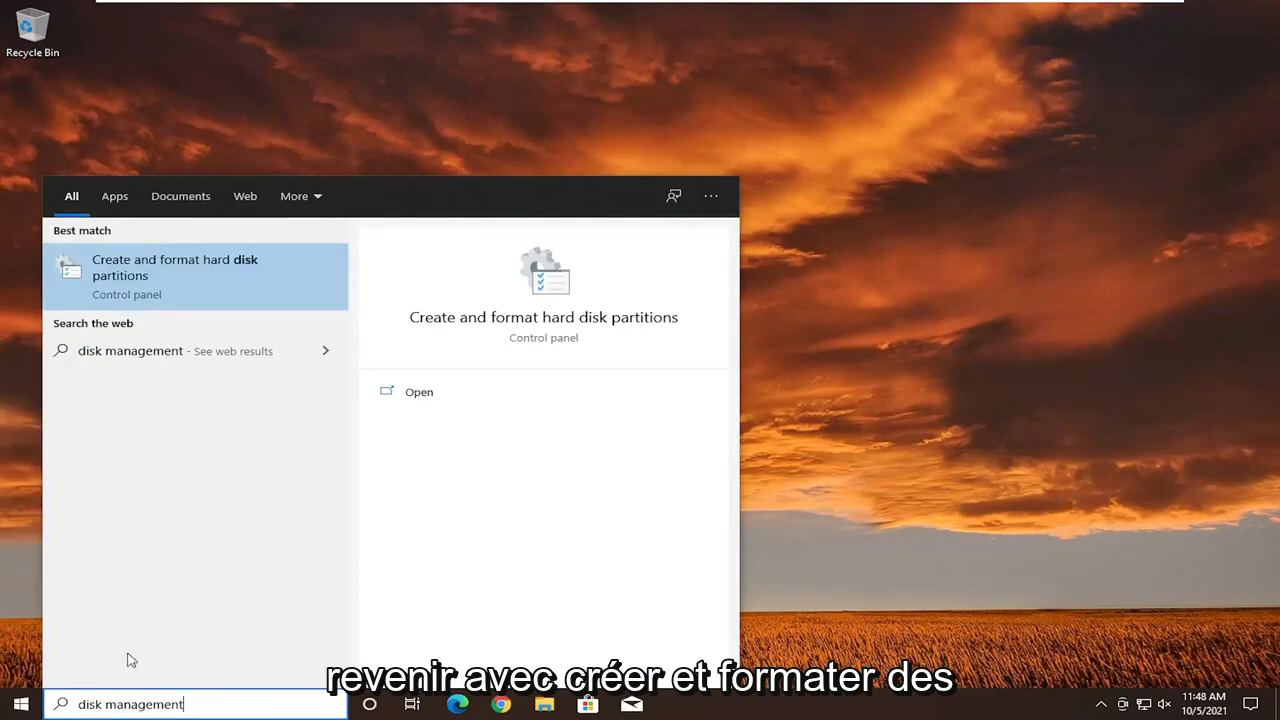 Recycle Bin
All Apps Documents Web More
Best match
Create and format hard disk
partitions
Control panel
Search the web
disk management - See web results
Create and format hard disk partitions
Control panel
Open
revenir avec créer et formater des
disk management
11:48 AM
10/5/2021